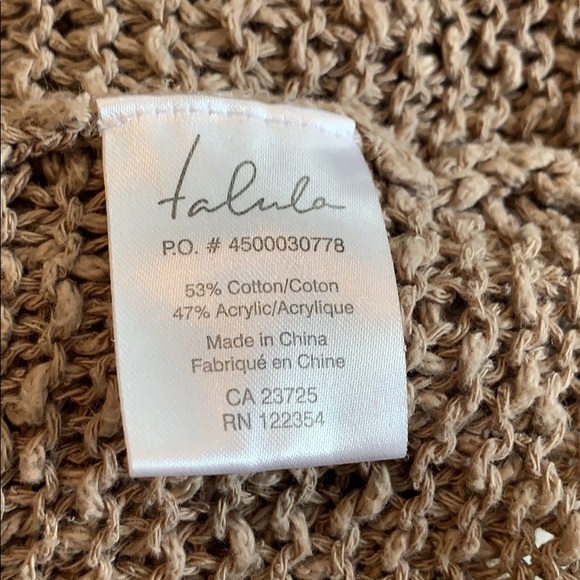 talula
P.O. # 4500030778
53% Cotton/Coton
47% Acrylic/Acrylique
Made in China
Fabriqué en Chine
CA 23725
RN 122354